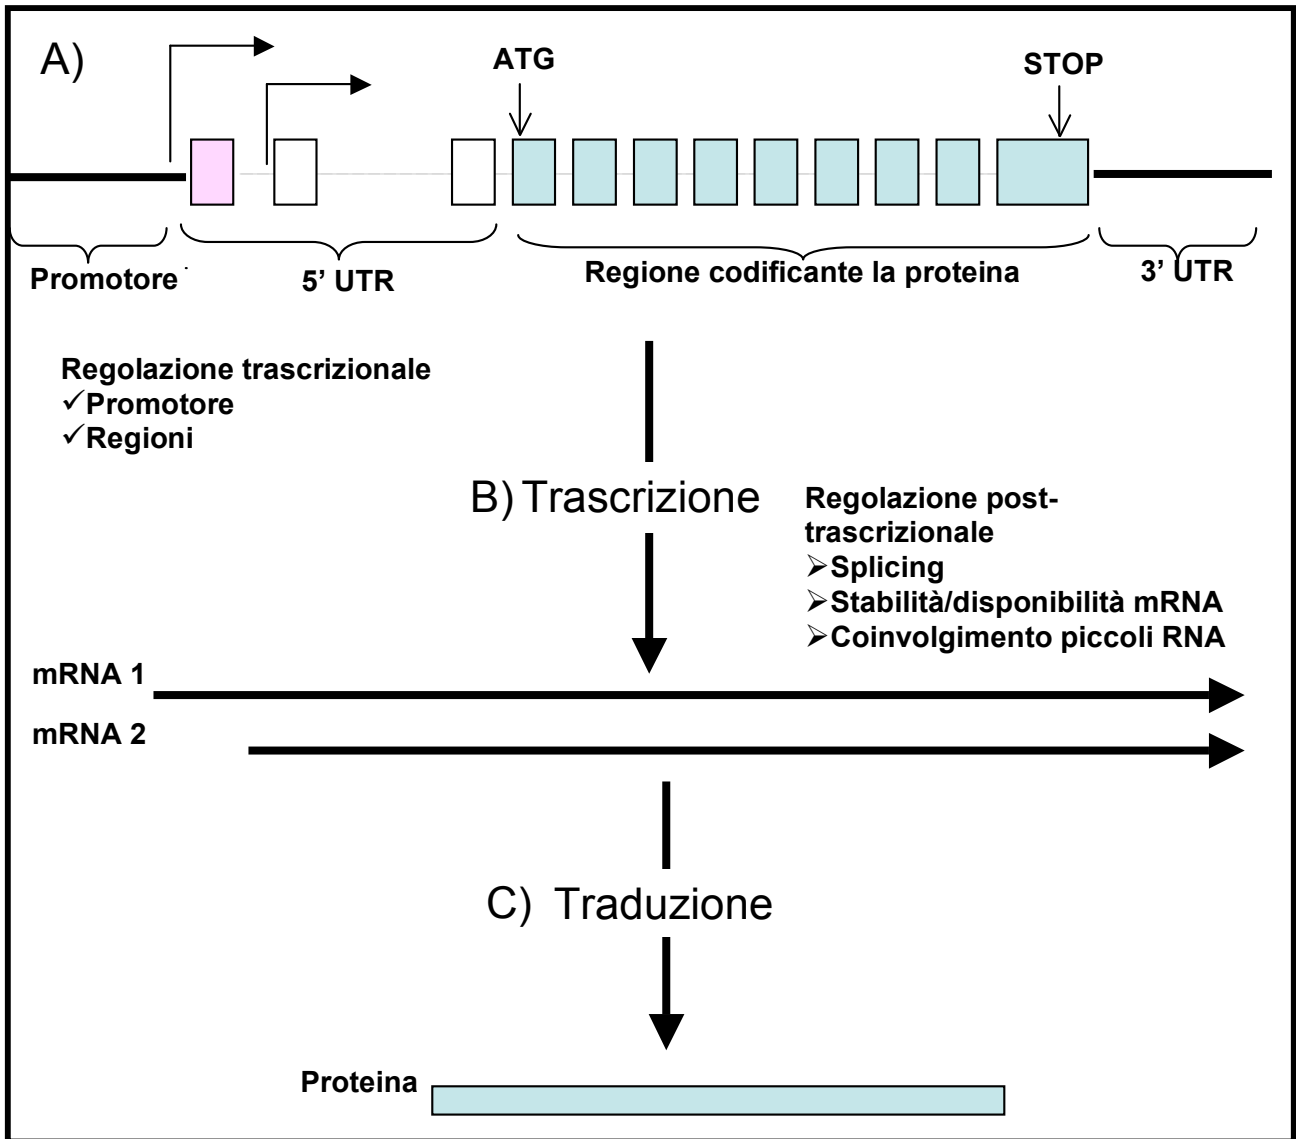 A)
ATG
STOP
Promotore
5’ UTR
Regione codificante la proteina
3’ UTR
Regolazione trascrizionale
✓Promotore
✓Regioni
B) Trascrizione
Regolazione post-
trascrizionale
➢Splicing
➢Stabilità/disponibilità mRNA
➢Coinvolgimento piccoli RNA
mRNA 1
mRNA 2
C) Traduzione
Proteina